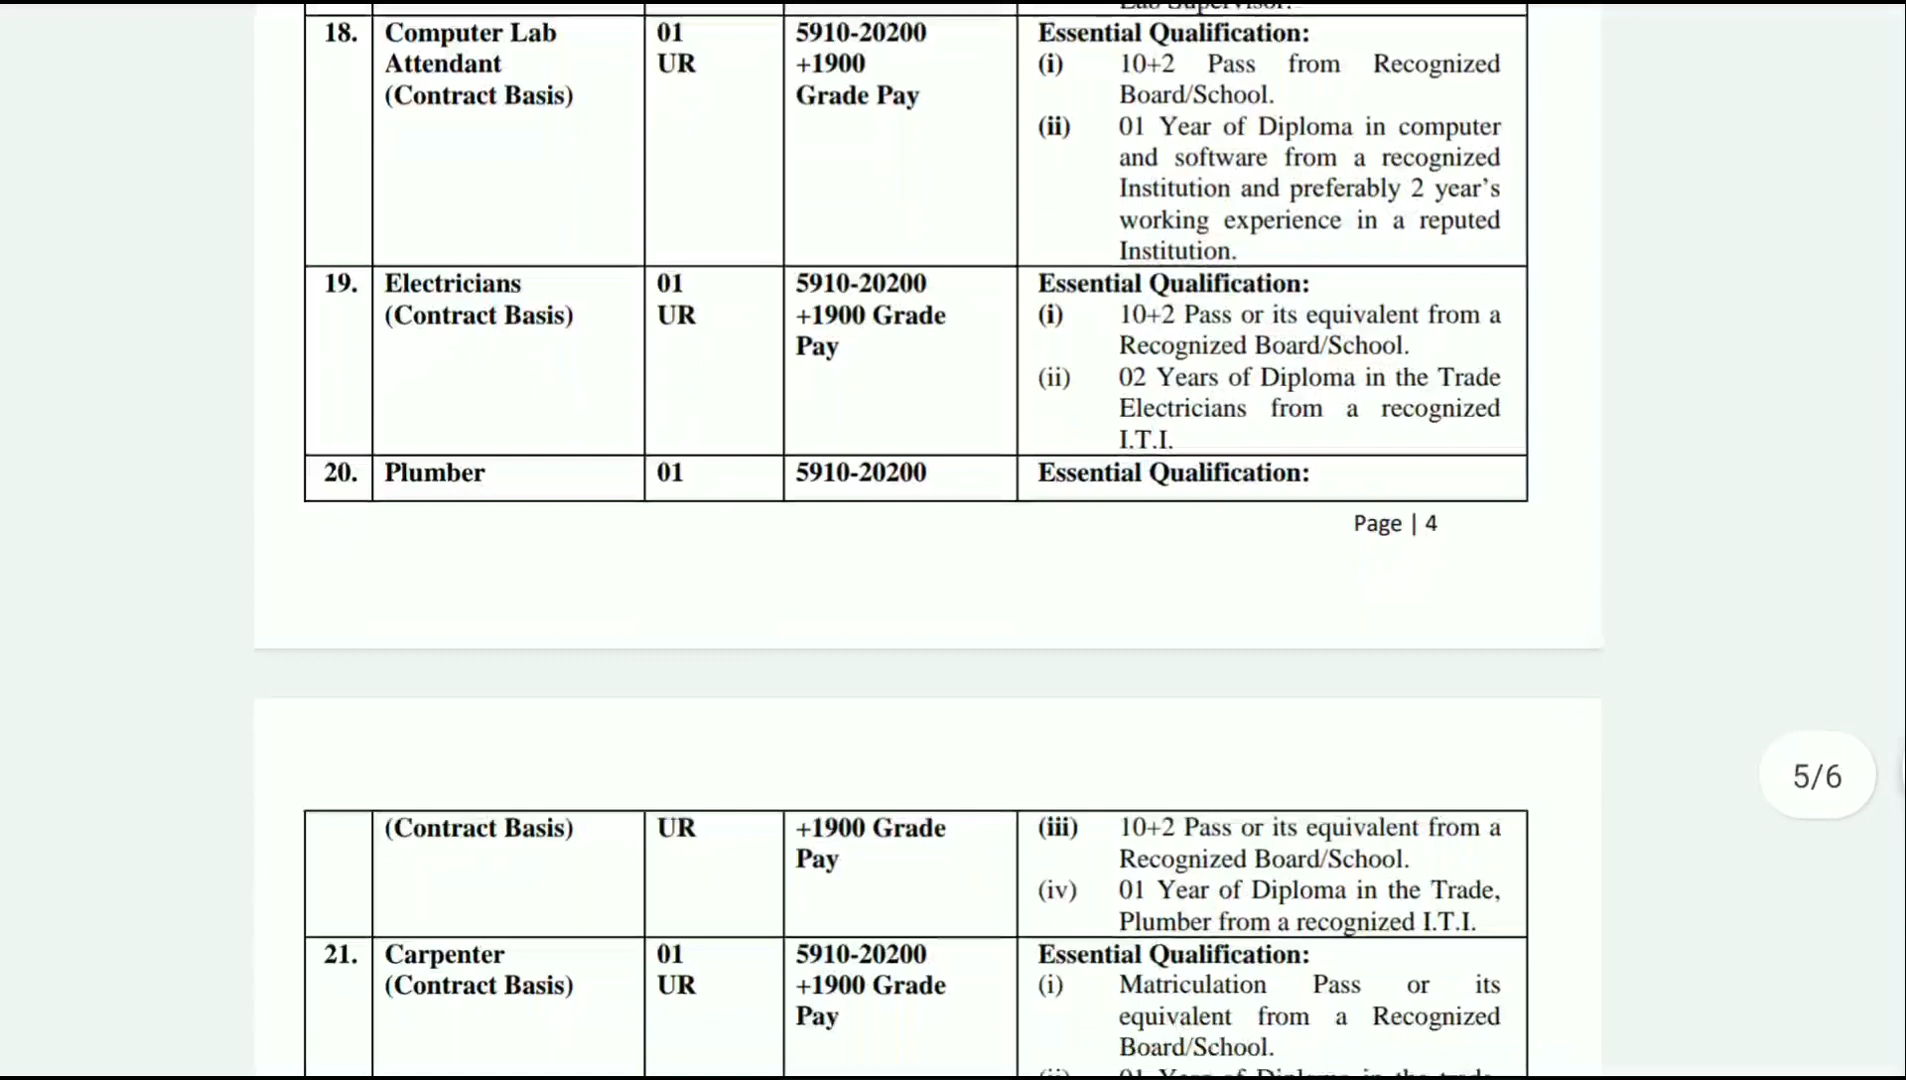 18. Computer Lab 01 5910-20200 Essential Qualification:
Attendant UR +1900 (i) 10+2 Pass from Recognized
(Contract Basis) Grade Pay Board/School.
(ii) 01 Year of Diploma in computer
and software from a recognized
Institution and preferably 2 year’s
working experience in a reputed
Institution.
19. Electricians 01 5910-20200 Essential Qualification:
(Contract Basis) UR +1900 Grade (i) 10+2 Pass or its equivalent from a
Pay Recognized Board/School.
(ii) 02 Years of Diploma in the Trade
Electricians from a recognized
I.T.I.
20. Plumber 01 5910-20200 Essential Qualification:
Page | 4
5/6
(Contract Basis) UR +1900 Grade (iii) 10+2 Pass or its equivalent from a
Pay Recognized Board/School.
(iv) 01 Year of Diploma in the Trade,
Plumber from a recognized I.T.I.
21. Carpenter 01 5910-20200 Essential Qualification:
(Contract Basis) UR +1900 Grade (i) Matriculation Pass or its
Pay equivalent from a Recognized
Board/School.